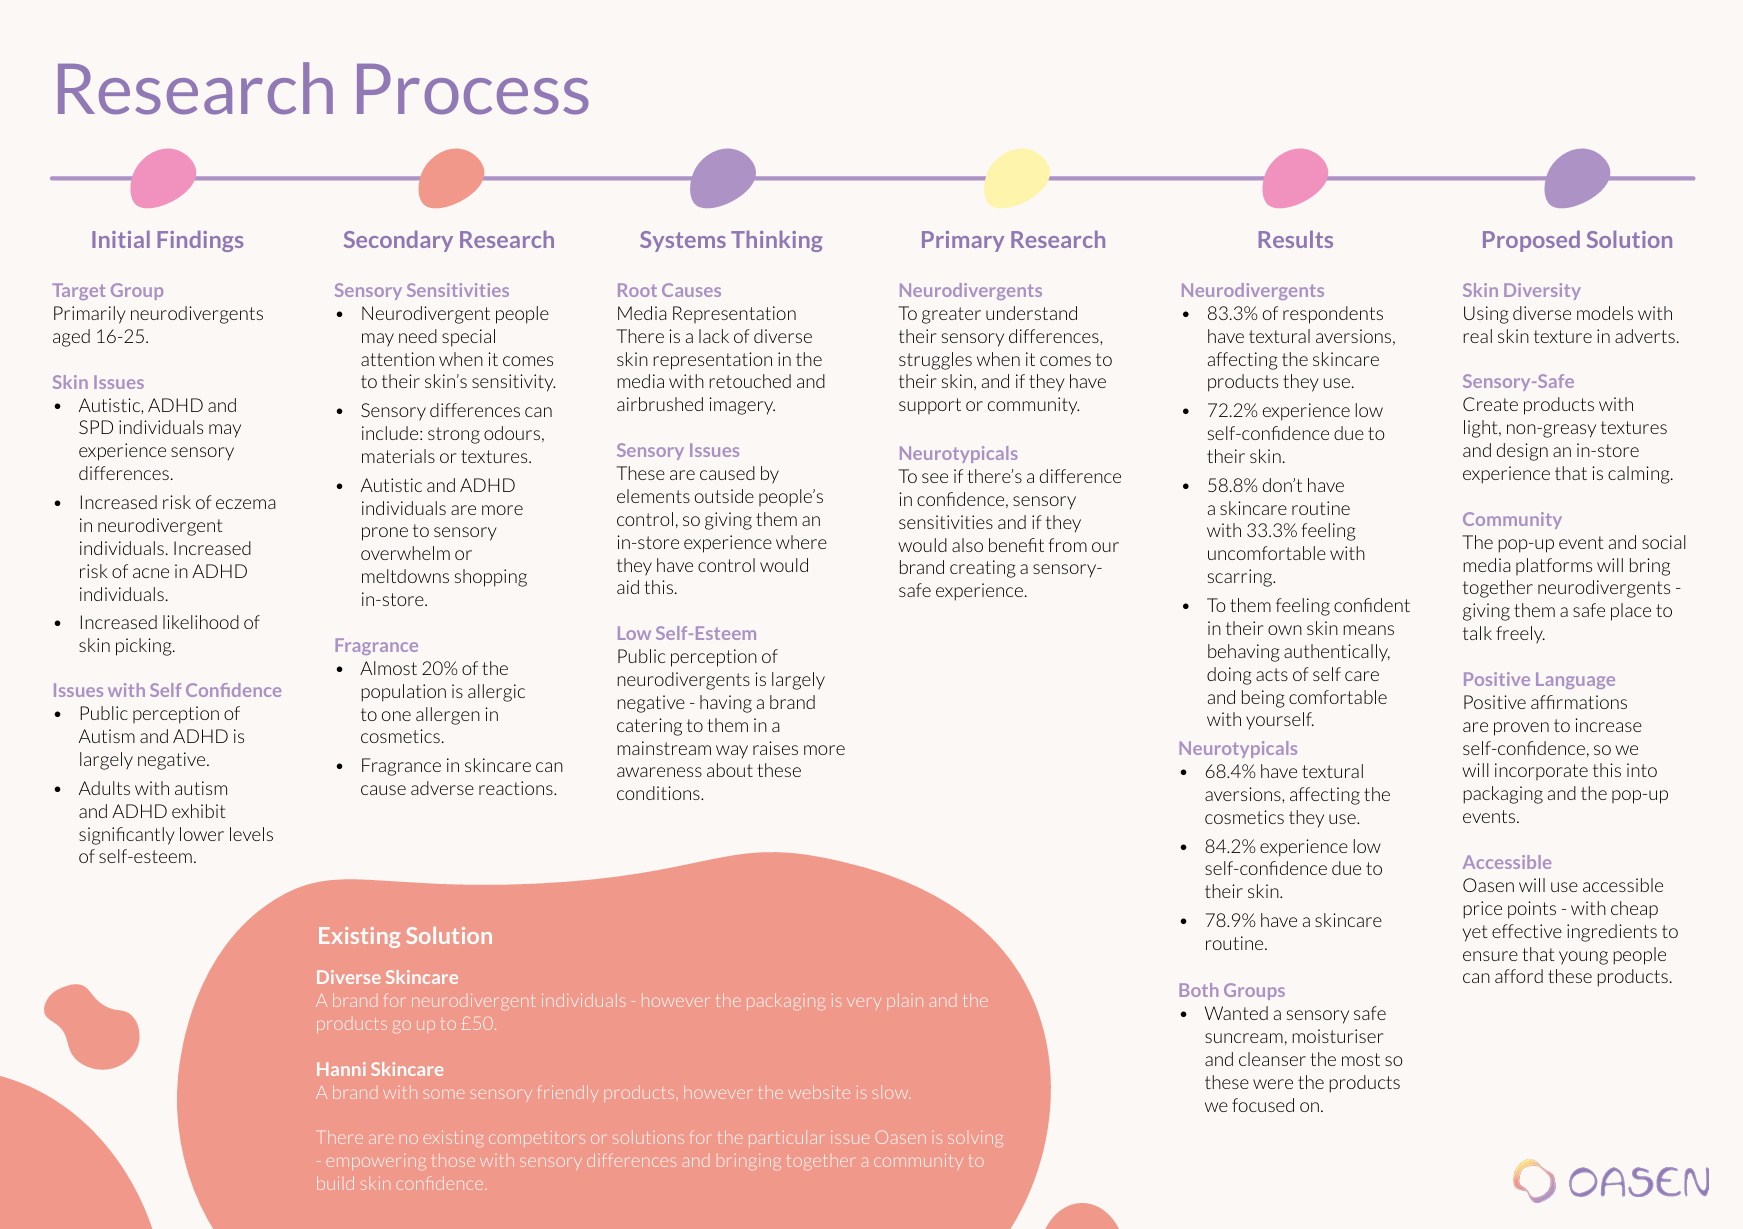 Research Process
Initial Findings
Target Group
Primarily neurodivergents
aged 16-25.
Skin Issues
• Autistic, ADHD and
SPD individuals may
experience sensory
differences.
• Increased risk of eczema
in neurodivergent
individuals. Increased
risk of acne in ADHD
individuals.
• Increased likelihood of
skin picking.
Issues with Self Confidence
• Public perception of
Autism and ADHD is
largely negative.
• Adults with autism
and ADHD exhibit
significantly lower levels
of self-esteem.
Secondary Research
Sensory Sensitivities
• Neurodivergent people
may need special
attention when it comes
to their skin's sensitivity.
• Sensory differences can
include: strong odours,
materials or textures.
• Autistic and ADHD
individuals are more
prone to sensory
overwhelm or
meltdowns shopping
in-store.
Fragrance
• Almost 20% of the
population is allergic
to one allergen in
cosmetics.
• Fragrance in skincare can
cause adverse reactions.
Systems Thinking
Root Causes
Media Representation
There is a lack of diverse
skin representation in the
media with retouched and
airbrushed imagery.
Sensory Issues
These are caused by
elements outside people's
control, so giving them an
in-store experience where
they have control would
aid this.
Low Self-Esteem
Public perception of
neurodivergents is largely
negative - having a brand
catering to them in a
mainstream way raises more
awareness about these
conditions.
Primary Research
Neurodivergents
To greater understand
their sensory differences,
struggles when it comes to
their skin, and if they have
support or community.
Neurotypicals
To see if there's a difference
in confidence, sensory
sensitivities and if they
would also benefit from our
brand creating a sensory-
safe experience.
Results
Neurodivergents
• 83.3% of respondents
have textural aversions,
affecting the skincare
products they use.
• 72.2% experience low
self-confidence due to
their skin.
• 58.8% don't have
a skincare routine
with 33.3% feeling
uncomfortable with
scarring.
• To them feeling confident
in their own skin means
behaving authentically,
doing acts of self care
and being comfortable
with yourself.
Neurotypicals
• 68.4% have textural
aversions, affecting the
cosmetics they use.
• 84.2% experience low
self-confidence due to
their skin.
• 78.9% have a skincare
routine.
Both Groups
• Wanted a sensory safe
suncream, moisturiser
and cleanser the most so
these were the products
we focused on.
Proposed Solution
Skin Diversity
Using diverse models with
real skin texture in adverts.
Sensory-Safe
Create products with
light, non-greasy textures
and design an in-store
experience that is calming.
Community
The pop-up event and social
media platforms will bring
together neurodivergents -
giving them a safe place to
talk freely.
Positive Language
Positive affirmations
are proven to increase
self-confidence, so we
will incorporate this into
packaging and the pop-up
events.
Accessible
Oasen will use accessible
price points - with cheap
yet effective ingredients to
ensure that young people
can afford these products.
Existing Solution
Diverse Skincare
A brand for neurodivergent individuals - however the packaging is very plain and the
products go up to £50.
Hanni Skincare
A brand with some sensory friendly products, however the website is slow.
There are no existing competitors or solutions for the particular issue Oasen is solving
- empowering those with sensory differences and bringing together a community to
build skin confidence.
OASEN